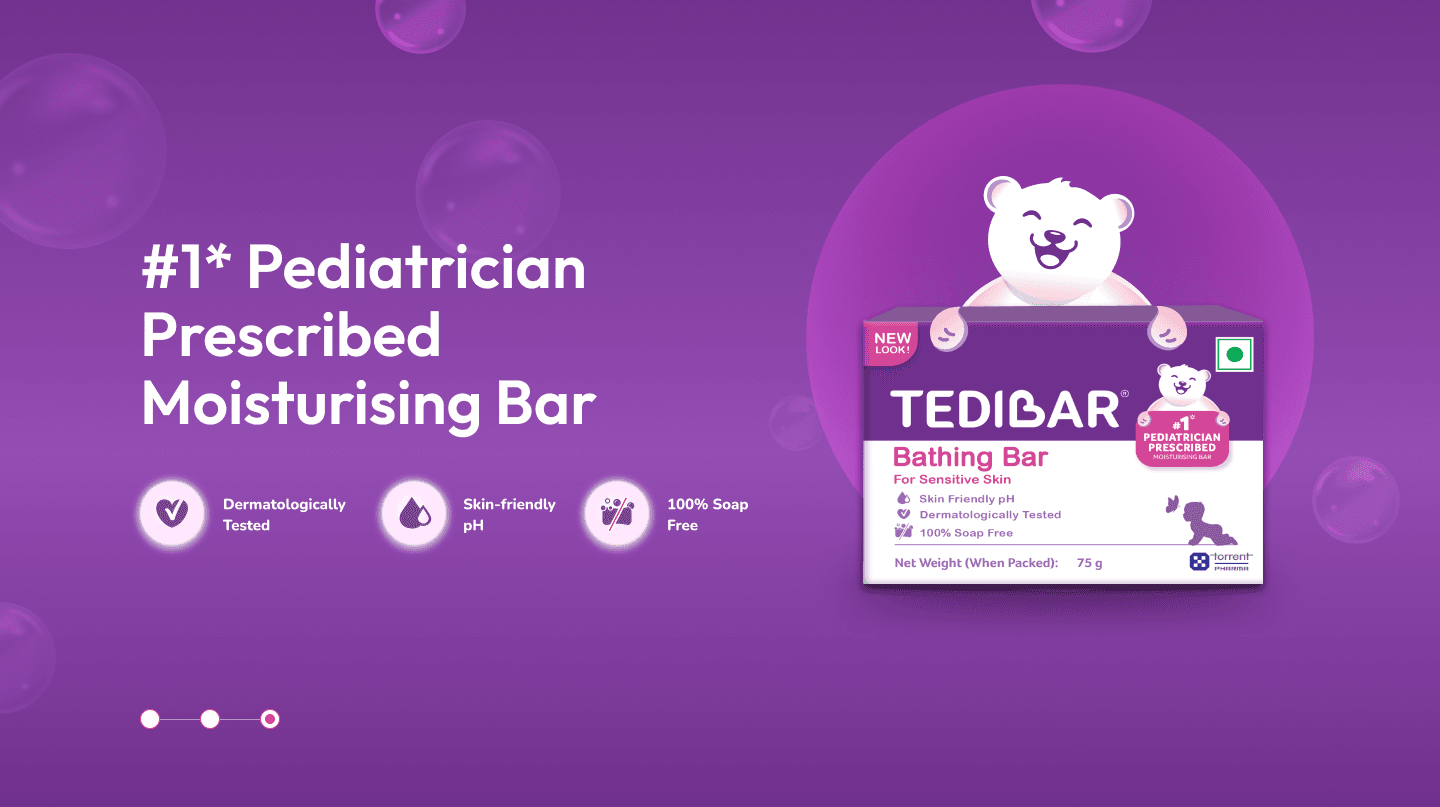 #1* Pediatrician
Prescribed
Moisturising Bar
Dermatologically
Tested
Skin-friendly
pH
100% Soap
Free
NEW
LOOK!
TEDIBAR®
#1*
PEDIATRICIAN
PRESCRIBED
MOISTURISING BAR
Bathing Bar
For Sensitive Skin
Skin Friendly pH
Dermatologically Tested
100% Soap Free
Net Weight (When Packed): 75 g
torrent
PHARMA